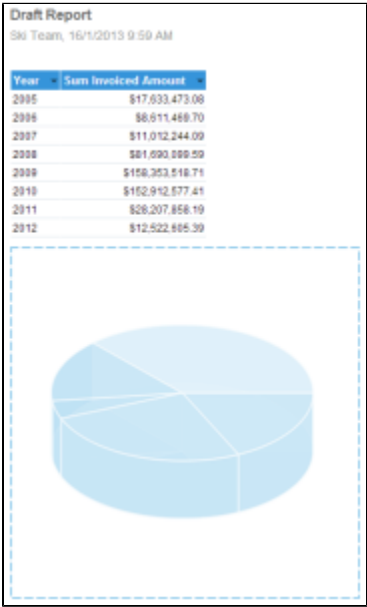 Draft Report
Ski Team, 16/1/2013 9:59 AM
Year Sum Invoiced Amount
2005 $17,633,473.08
2006 $8,611,469.70
2007 $11,012,244.09
2008 $81,690,099.59
2009 $158,353,518.71
2010 $152,912,577.41
2011 $28,207,858.19
2012 $12,522,605.39